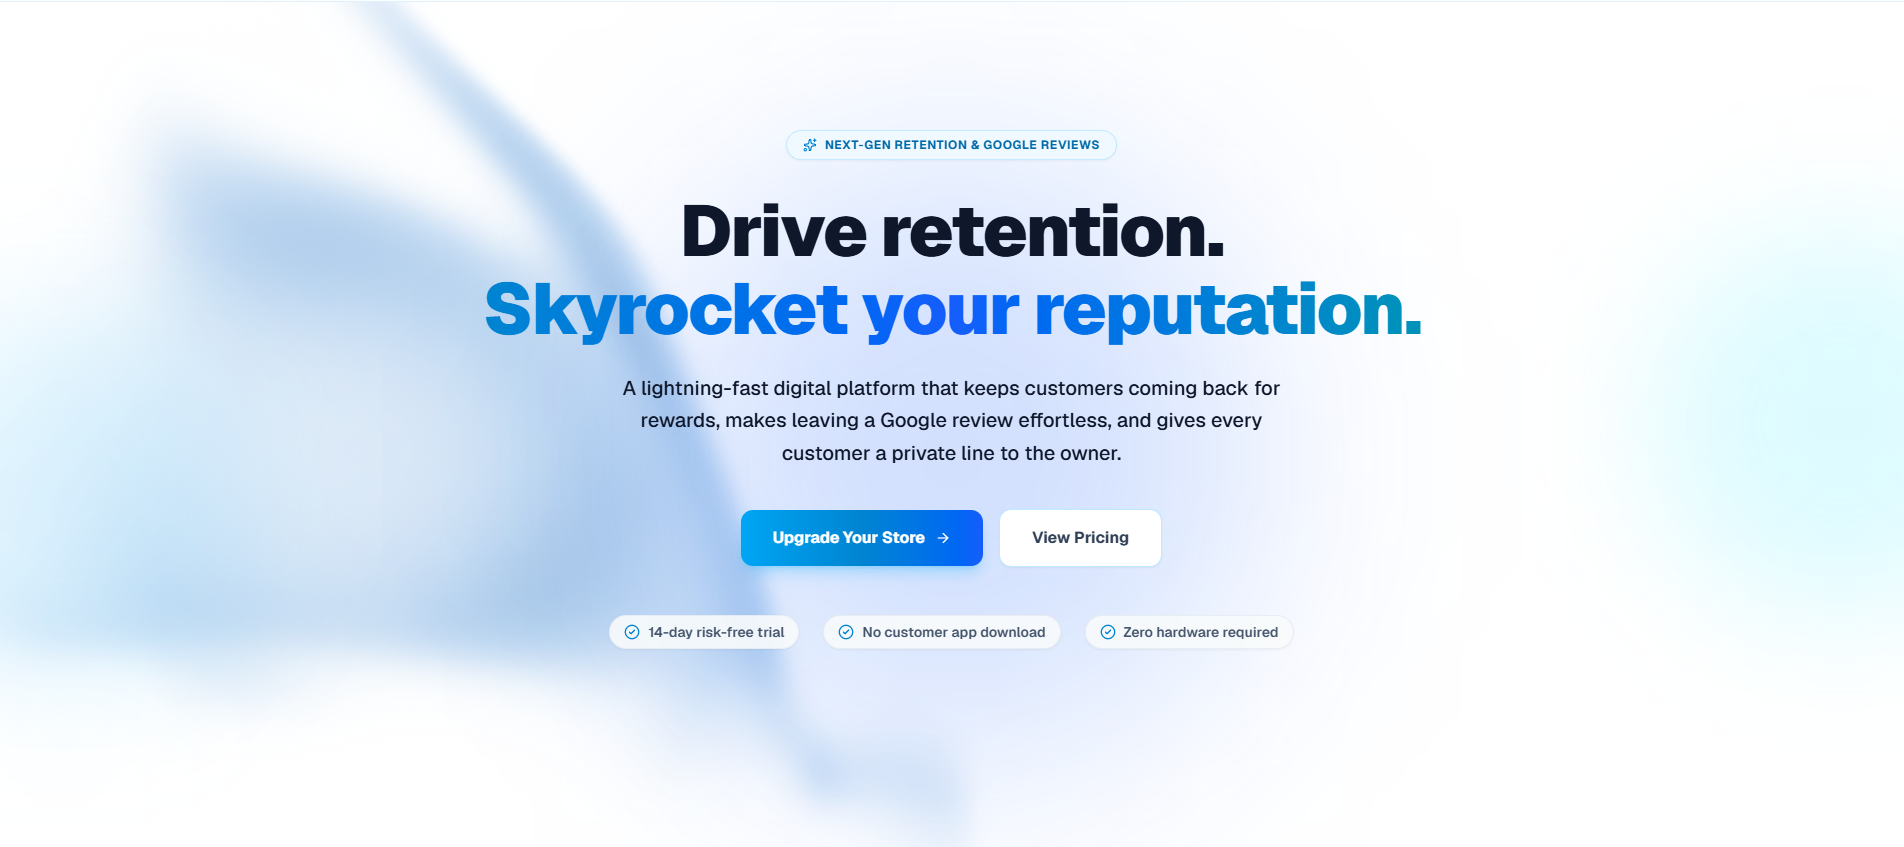 NEXT-GEN RETENTION & GOOGLE REVIEWS
Drive retention.
Skyrocket your reputation.
A lightning-fast digital platform that keeps customers coming back for
rewards, makes leaving a Google review effortless, and gives every
customer a private line to the owner.
Upgrade Your Store →
View Pricing
14-day risk-free trial
No customer app download
Zero hardware required